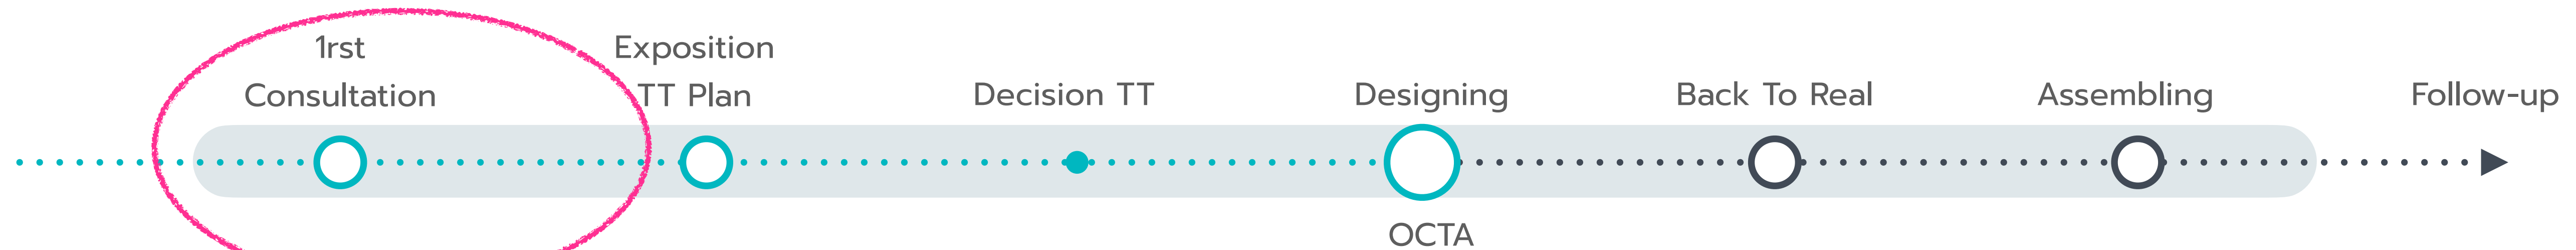 1rst
Consultation
Exposition
TT Plan
Decision TT
Designing
OCTA
Back To Real
Assembling
Follow-up